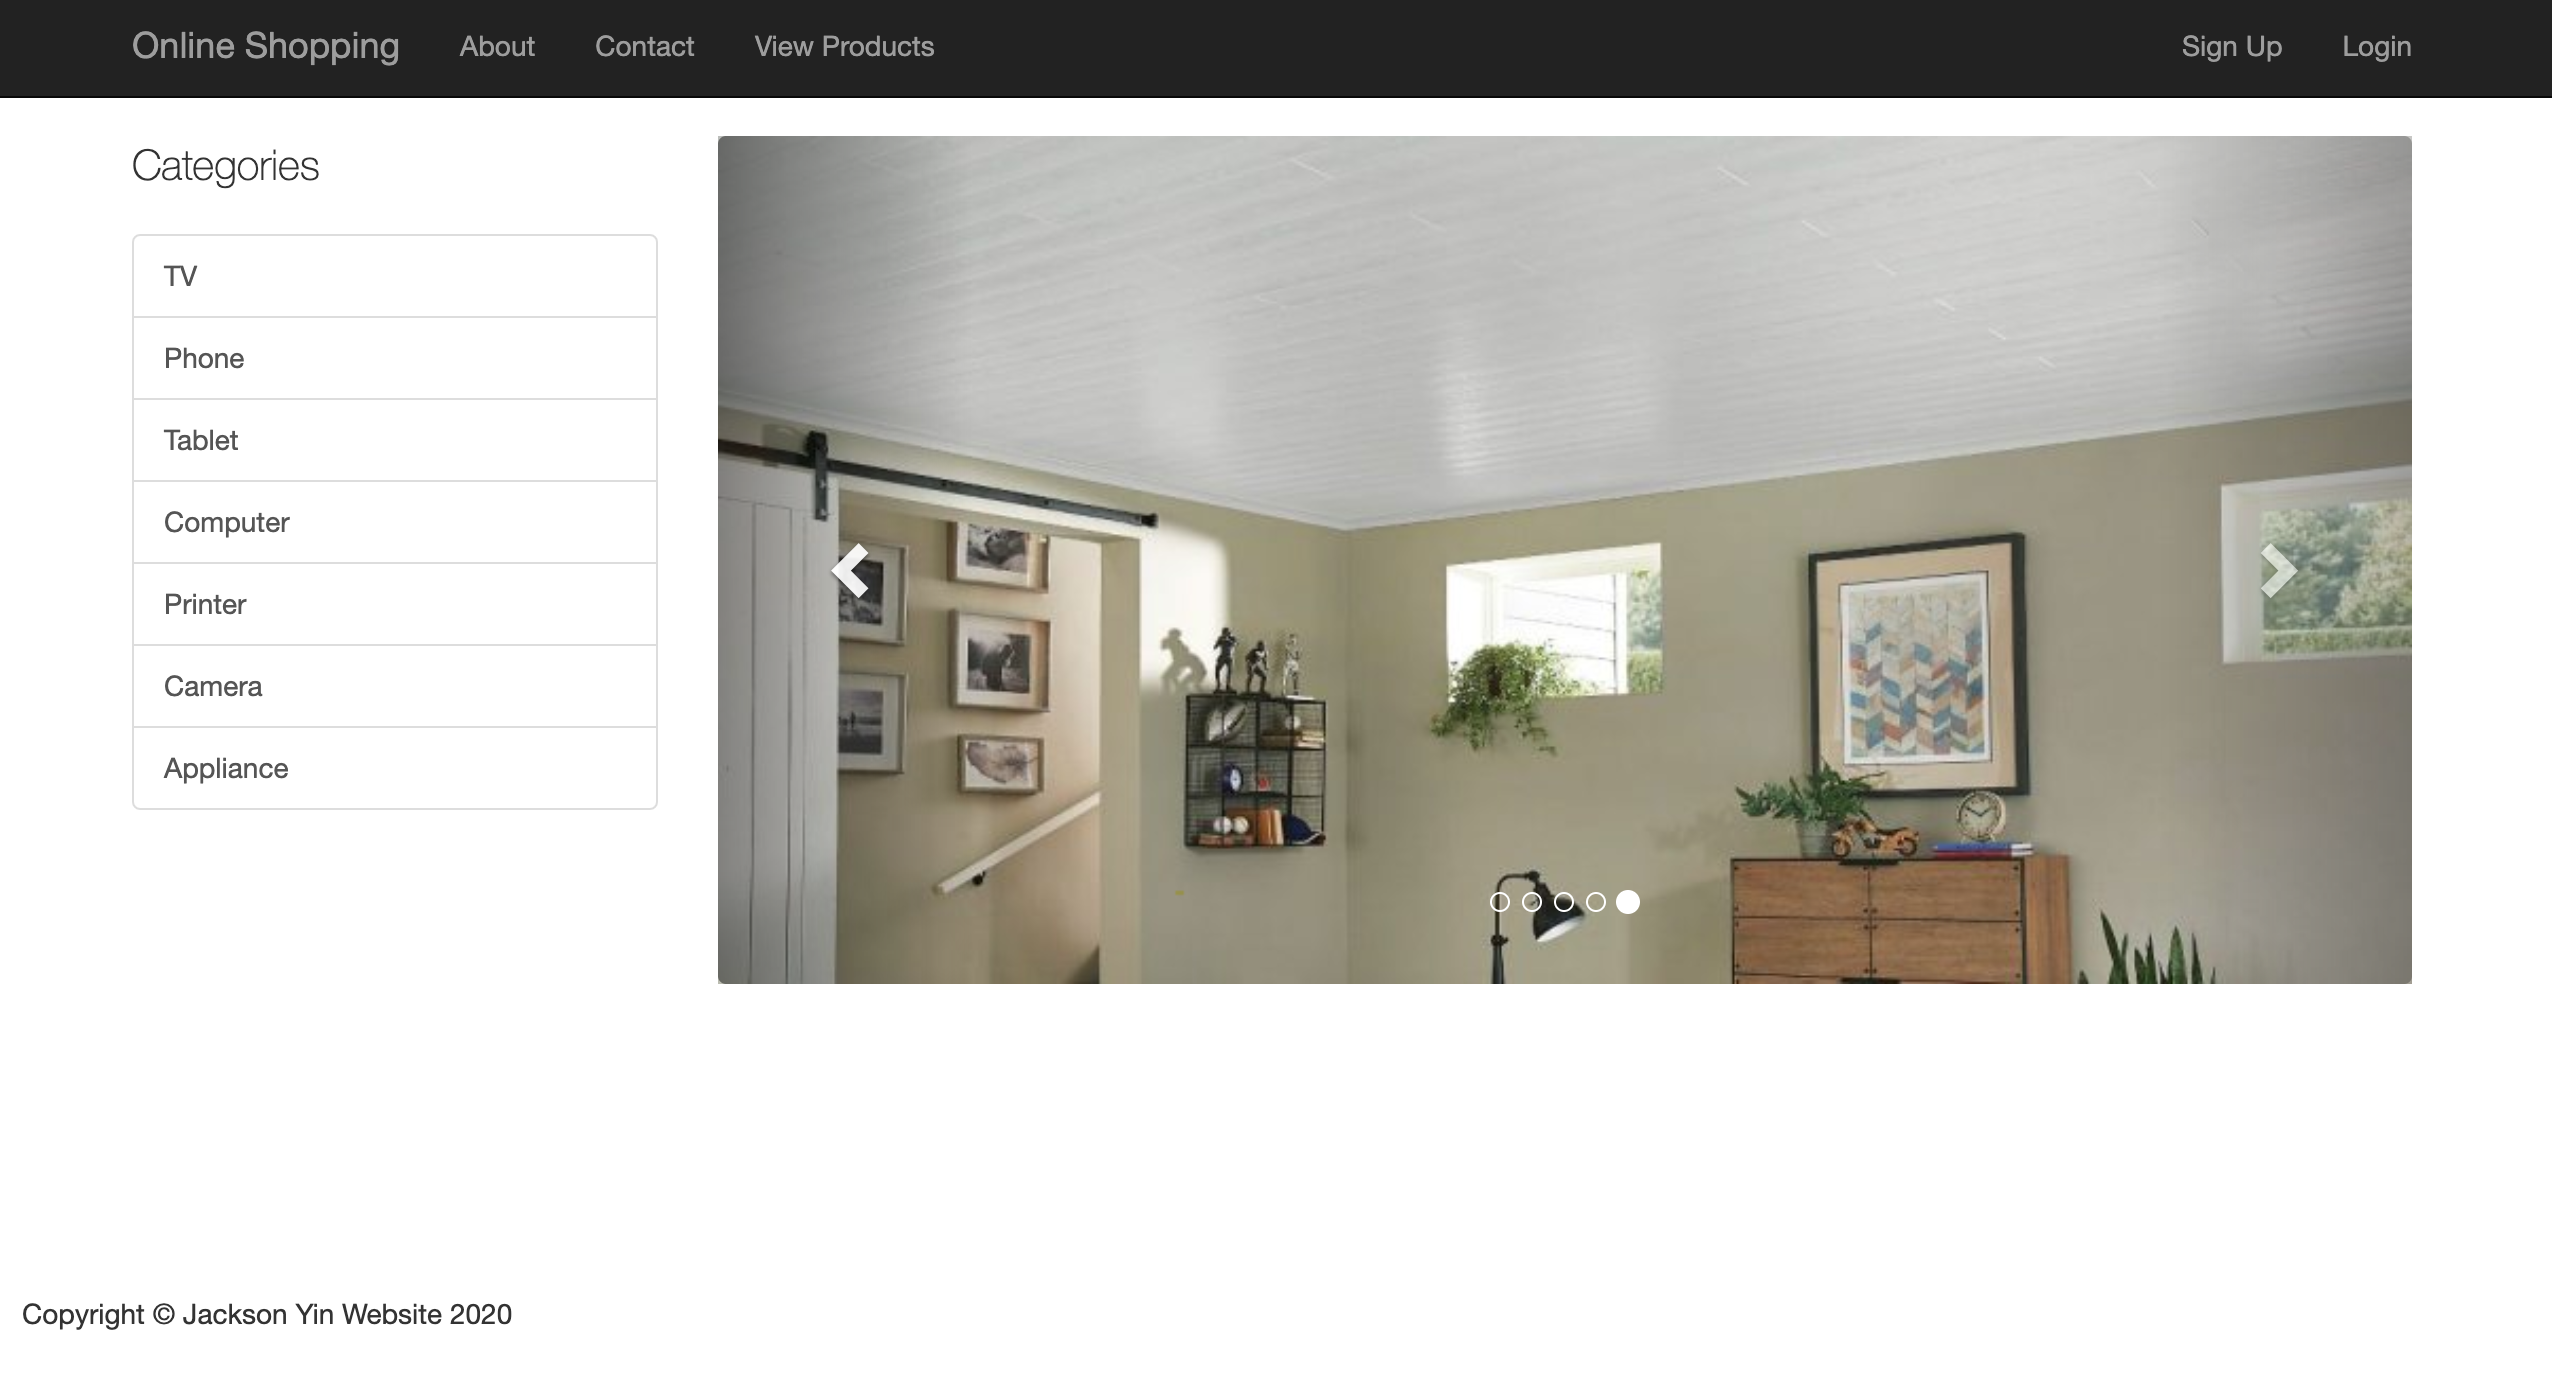 Online Shopping About Contact View Products Sign Up Login
Categories
TV
Phone
Tablet
Computer
Printer
Camera
Appliance
Copyright © Jackson Yin Website 2020